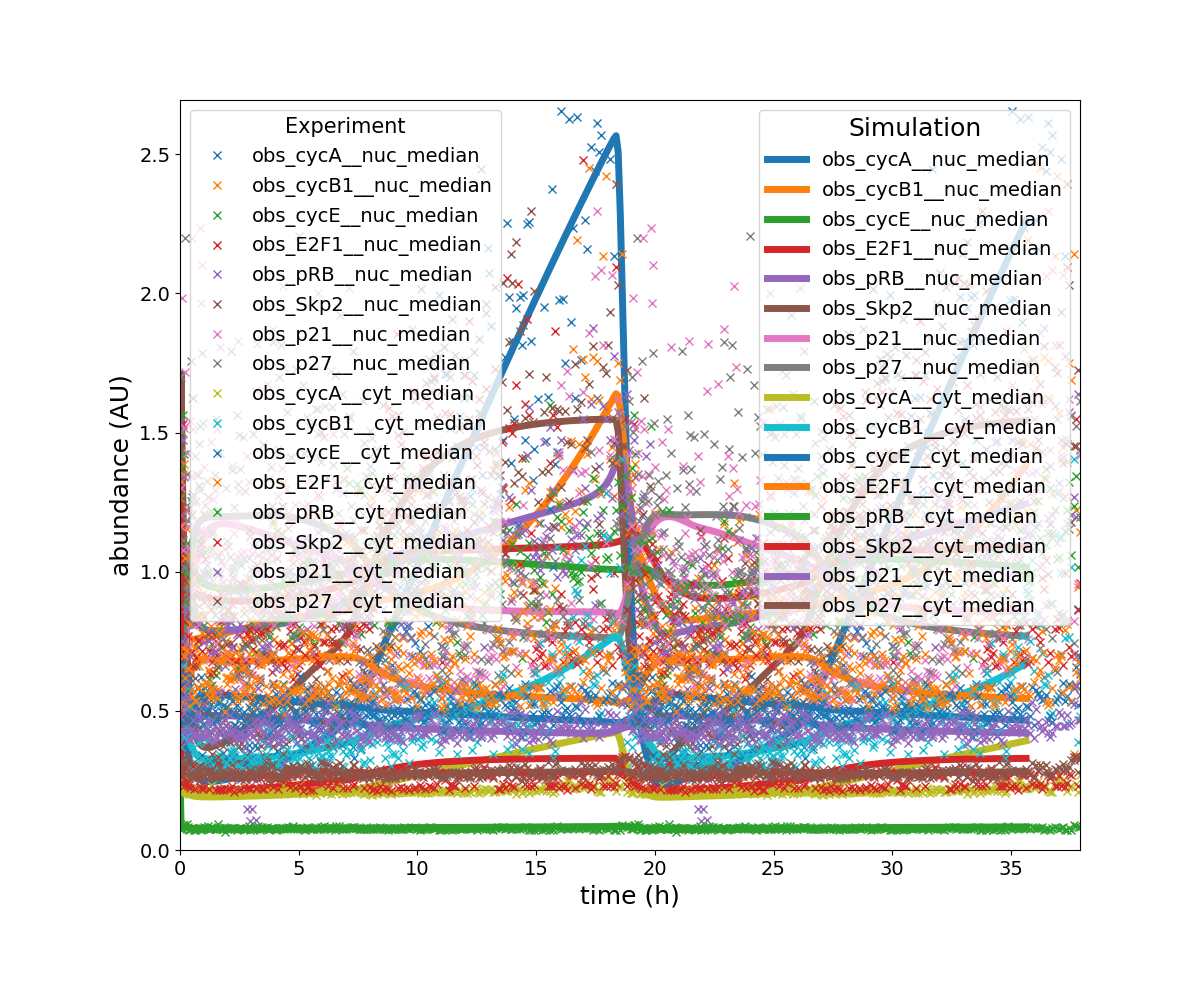 Experiment
obs_cycA__nuc_median
obs_cycB1__nuc_median
obs_cycE__nuc_median
obs_E2F1__nuc_median
obs_pRB__nuc_median
obs_Skp2__nuc_median
obs_p21__nuc_median
obs_p27__nuc_median
obs_cycA__cyt_median
obs_cycB1__cyt_median
obs_cycE__cyt_median
obs_E2F1__cyt_median
obs_pRB__cyt_median
obs_Skp2__cyt_median
obs_p21__cyt_median
obs_p27__cyt_median
Simulation
obs_cycA__nuc_median
obs_cycB1__nuc_median
obs_cycE__nuc_median
obs_E2F1__nuc_median
obs_pRB__nuc_median
obs_Skp2__nuc_median
obs_p21__nuc_median
obs_p27__nuc_median
obs_cycA__cyt_median
obs_cycB1__cyt_median
obs_cycE__cyt_median
obs_E2F1__cyt_median
obs_pRB__cyt_median
obs_Skp2__cyt_median
obs_p21__cyt_median
obs_p27__cyt_median
abundance (AU)
2.5
2.0
1.5
1.0
0.5
0.0
0 5 10 15 20 25 30 35
time (h)